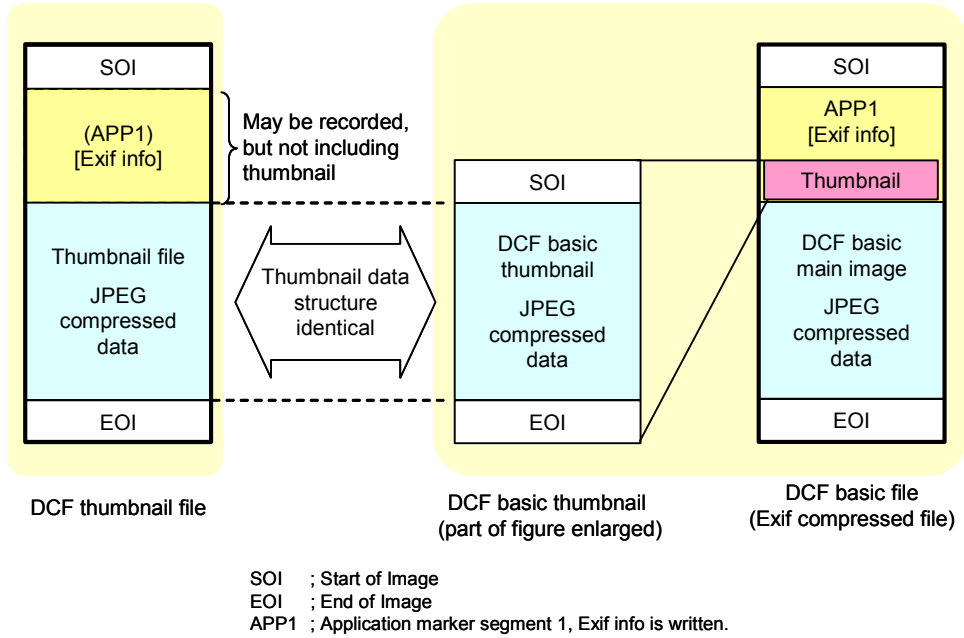 SOI
(APP1)
[Exif info]
Thumbnail file
JPEG
compressed
data
EOI
DCF thumbnail file
May be recorded,
but not including
thumbnail
Thumbnail data
structure
identical
SOI
DCF basic
thumbnail
JPEG
compressed
data
EOI
DCF basic thumbnail
(part of figure enlarged)
SOI
APP1
[Exif info]
Thumbnail
DCF basic
main image
JPEG
compressed
data
EOI
DCF basic file
(Exif compressed file)
SOI ; Start of Image
EOI ; End of Image
APP1 ; Application marker segment 1, Exif info is written.